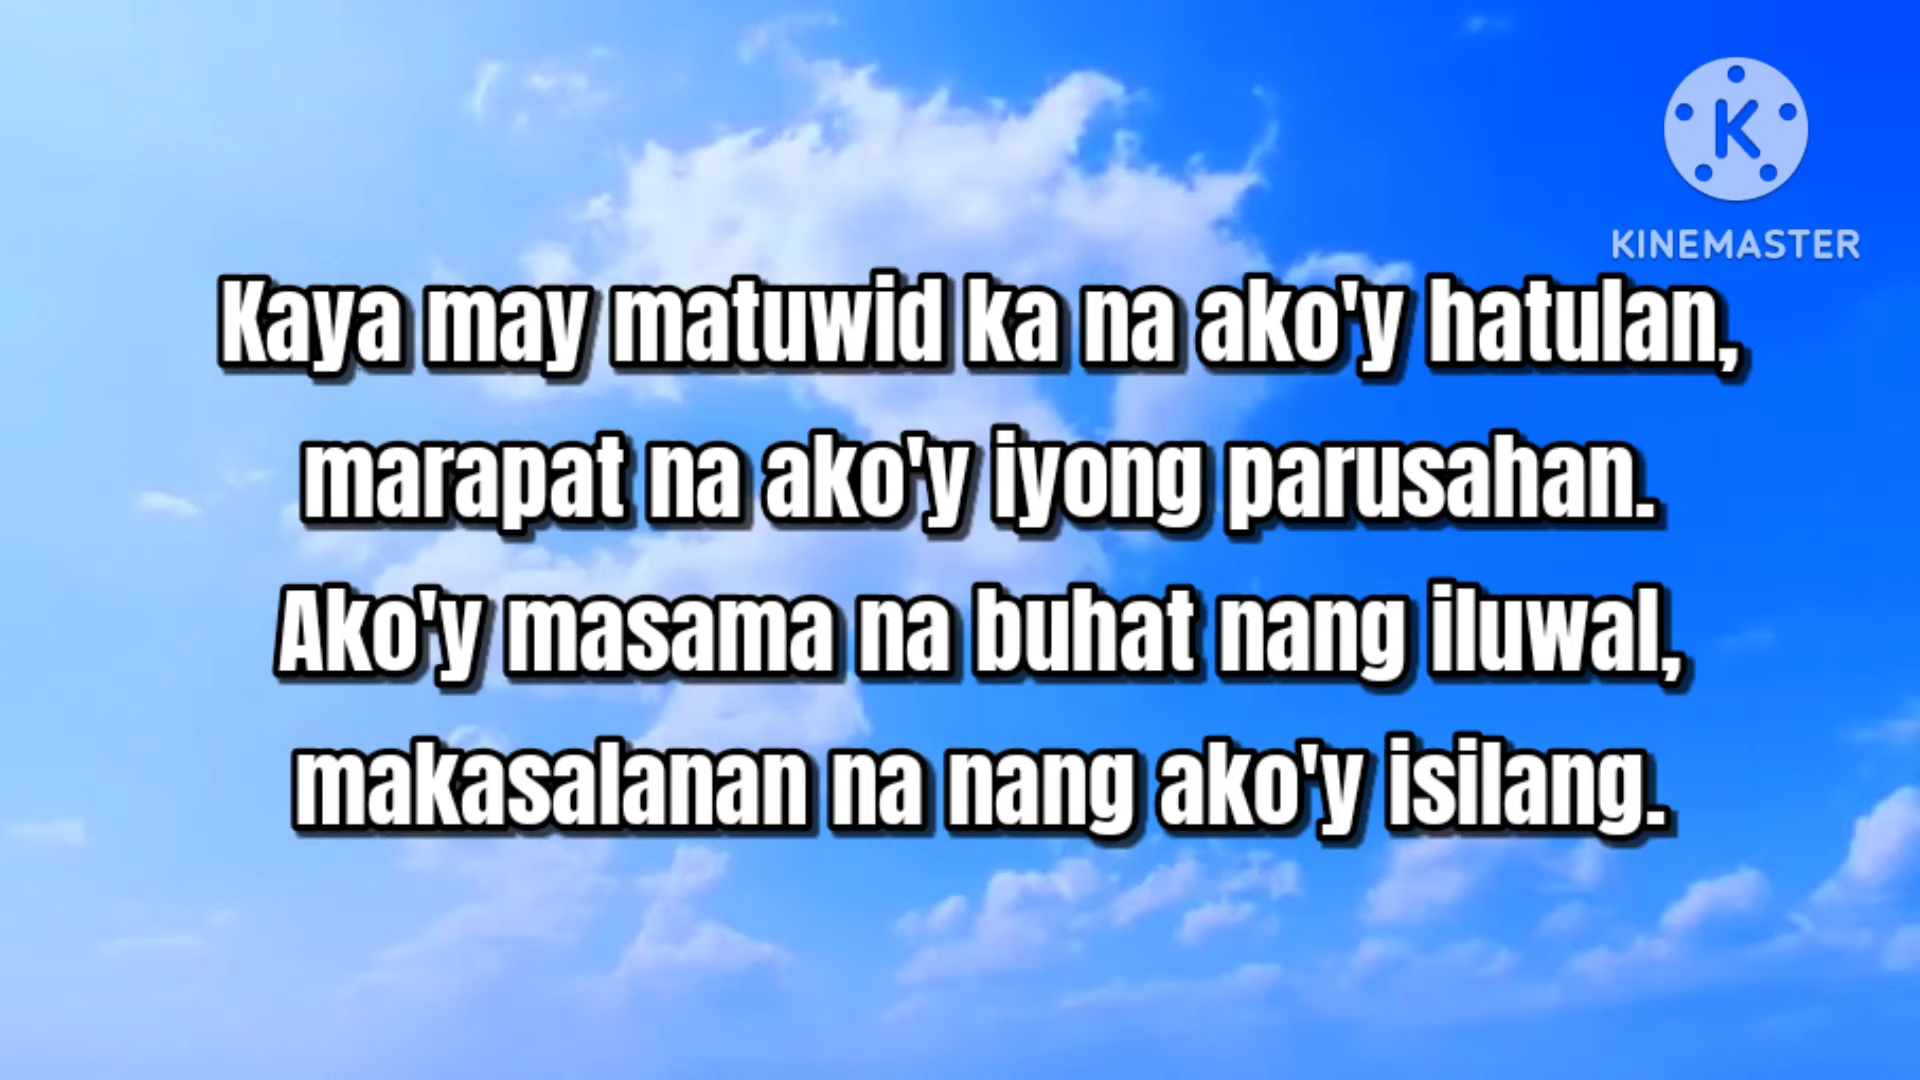 K
KINEMASTER
Kaya may matuwid ka na ako'y hatulan,
marapat na ako'y iyong parusahan.
Ako'y masama na buhat nang iluwal,
makasalanan na nang ako'y isilang.